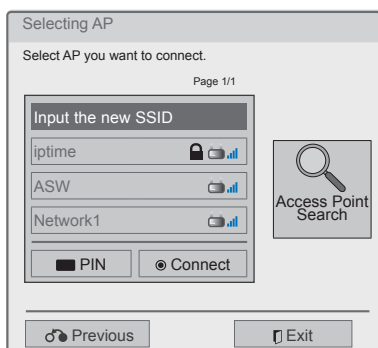 Selecting AP
Select AP you want to connect.
Page 1/1
Input the new SSID
iptime
ASW
Network1
Access Point
Search
PIN
Connect
Previous
Exit